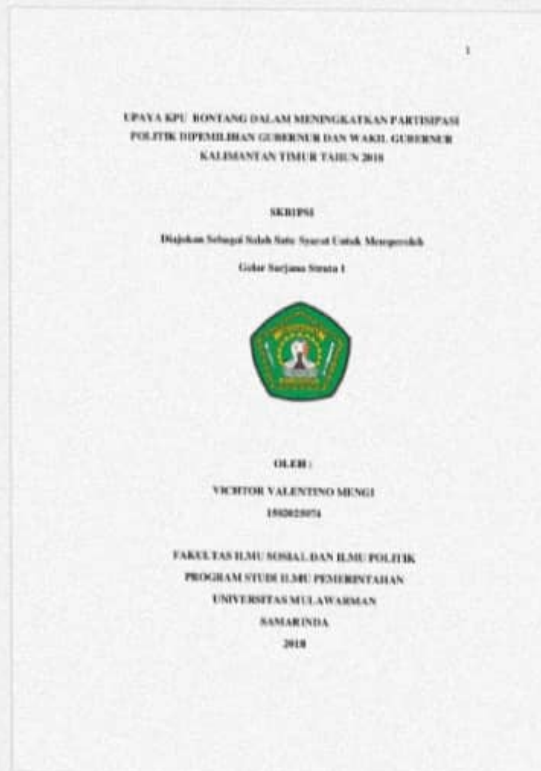 1
UPAYA KPU BONTANG DALAM MENINGKATKAN PARTISIPASI
POLITIK DIPEMILIHAN GUBERNUR DAN WAKIL GUBERNUR
KALIMANTAN TIMUR TAHUN 2018
SKRIPSI
Diajukan Sebagai Salah Satu Syarat Untuk Memperoleh
Gelar Sarjana Strata 1
OLEH :
VICHTOR VALENTINO MENGI
1502025074
FAKULTAS ILMU SOSIAL DAN ILMU POLITIK
PROGRAM STUDI ILMU PEMERINTAHAN
UNIVERSITAS MULAWARMAN
SAMARINDA
2018